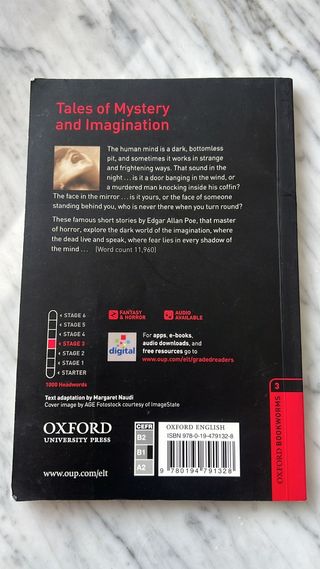 Tales of Mystery
and Imagination
The human mind is a dark, bottomless
pit, and sometimes it works in strange
and frightening ways. That sound in the
night . . . is it a door banging in the wind, or
a murdered man knocking inside his coffin?
The face in the mirror . . . is it yours, or the face of someone
standing behind you, who is never there when you turn round?
These famous short stories by Edgar Allan Poe, that master
of horror, explore the dark world of the imagination, where
the dead live and speak, where fear lies in every shadow of
the mind . . . (Word count 11,960)
STAGE 6
STAGE 5
STAGE 4
STAGE 3
STAGE 2
STAGE 1
STARTER
1000 Headwords
FANTASY
& HORROR
AUDIO
AVAILABLE
digital
For apps, e-books,
audio downloads, and
free resources go to
www.oup.com/elt/gradedreaders
Text adaptation by Margaret Naudi
Cover image by AGE Fotostock courtesy of ImageState
OXFORD
UNIVERSITY PRESS
www.oup.com/elt
CEFR
B2
B1
A2
OXFORD ENGLISH
ISBN 978-0-19-479132-8
9 780194 791328
OXFORD BOOKWORMS
3